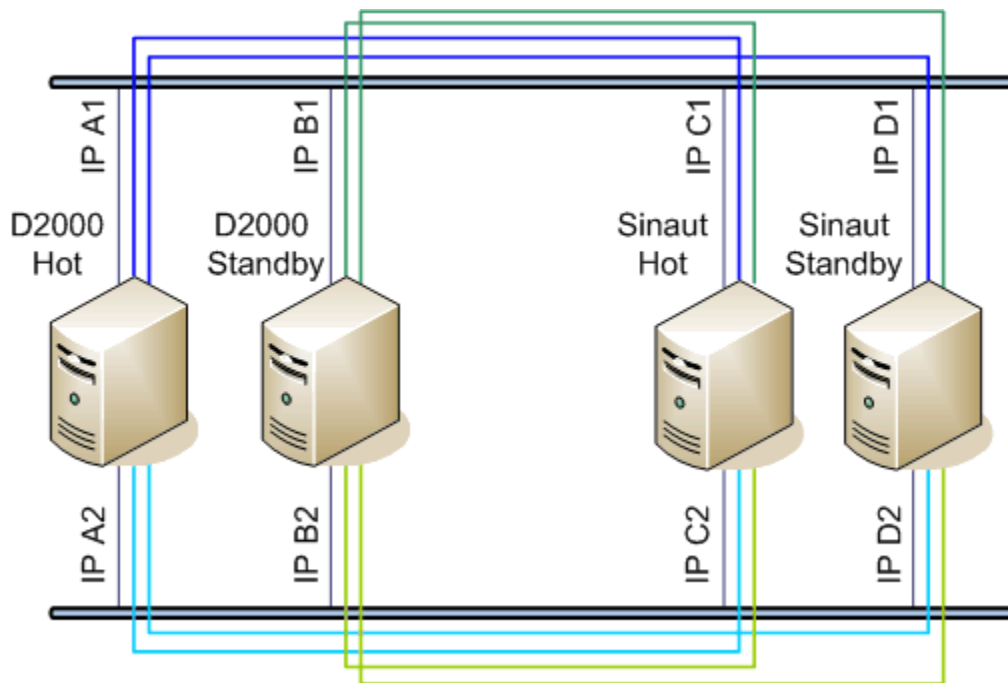 IP A1
IP B1
IP C1
IP D1
D2000
Hot
D2000
Standby
Sinaut
Hot
Sinaut
Standby
IP A2
IP B2
IP C2
IP D2